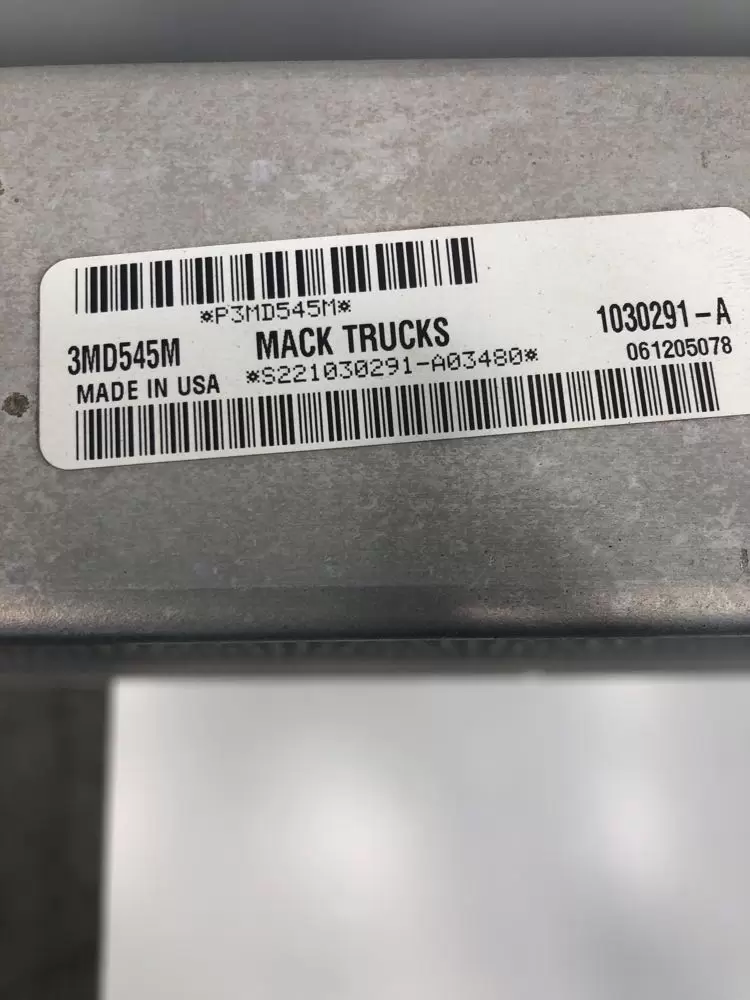 *P3MD545M*
3MD545M MACK TRUCKS 1030291-A
MADE IN USA *S221030291-A03480* 061205078